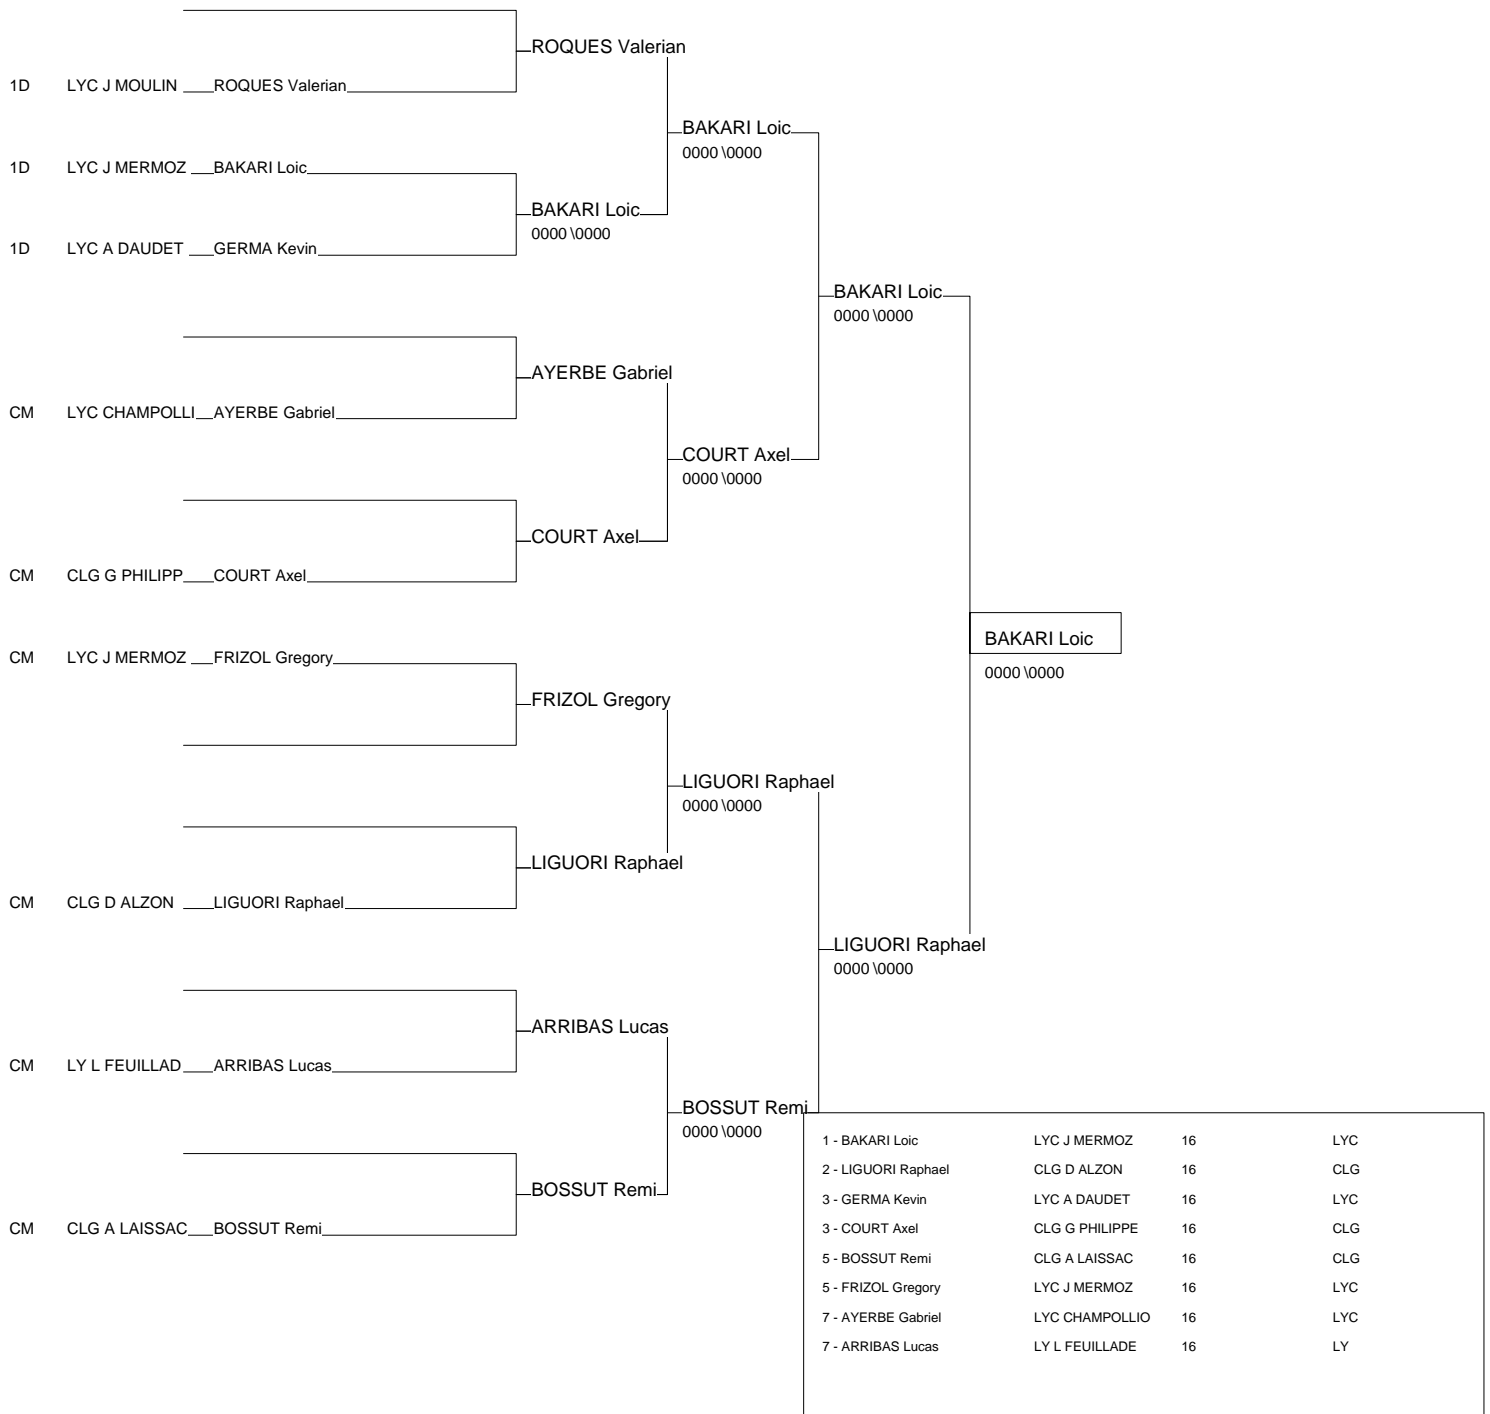 ROQUES Valerian
1D LYC J MOULIN ROQUES Valerian
BAKARI Loic
0000 \0000
1D LYC J MERMOZ BAKARI Loic
BAKARI Loic
0000 \0000
1D LYC A DAUDET GERMA Kevin
BAKARI Loic
0000 \0000
AYERBE Gabriel
CM LYC CHAMPOLLI AYERBE Gabriel
COURT Axel
0000 \0000
COURT Axel
CM CLG G PHILIPP COURT Axel
BAKARI Loic
0000 \0000
CM LYC J MERMOZ FRIZOL Gregory
FRIZOL Gregory
LIGUORI Raphael
0000 \0000
LIGUORI Raphael
CM CLG D ALZON LIGUORI Raphael
LIGUORI Raphael
0000 \0000
ARRIBAS Lucas
CM LY L FEUILLAD ARRIBAS Lucas
BOSSUT Remi
0000 \0000
BOSSUT Remi
CM CLG A LAISSAC BOSSUT Remi
1 - BAKARI Loic LYC J MERMOZ 16 LYC
2 - LIGUORI Raphael CLG D ALZON 16 CLG
3 - GERMA Kevin LYC A DAUDET 16 LYC
3 - COURT Axel CLG G PHILIPPE 16 CLG
5 - BOSSUT Remi CLG A LAISSAC 16 CLG
5 - FRIZOL Gregory LYC J MERMOZ 16 LYC
7 - AYERBE Gabriel LYC CHAMPOLLIO 16 LYC
7 - ARRIBAS Lucas LY L FEUILLADE 16 LY